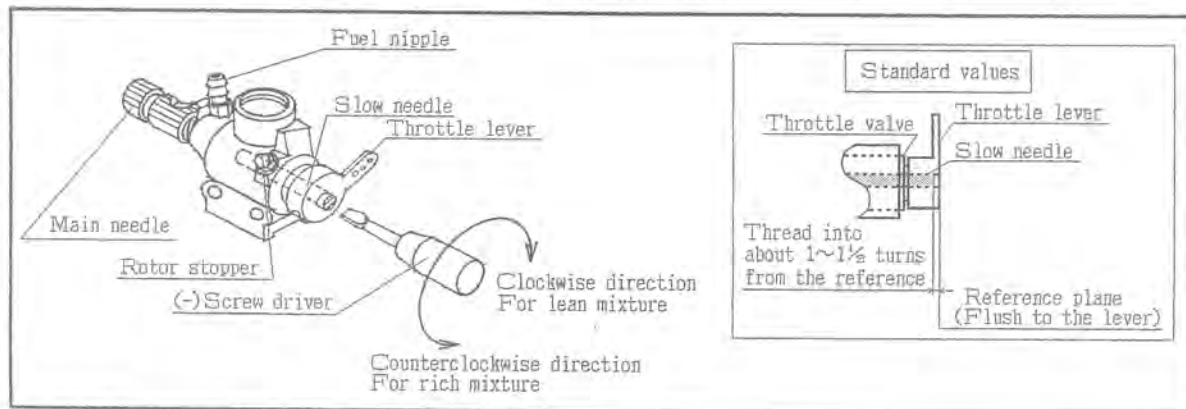 Fuel nipple
Slow needle
Throttle lever
Main needle
Rotor stopper
(-)Screw driver
Clockwise direction
For lean mixture
Counterclockwise direction
For rich mixture
Standard values
Throttle valve
Throttle lever
Slow needle
Thread into
about 1~1½ turns
from the reference
Reference plane
(Flush to the lever)